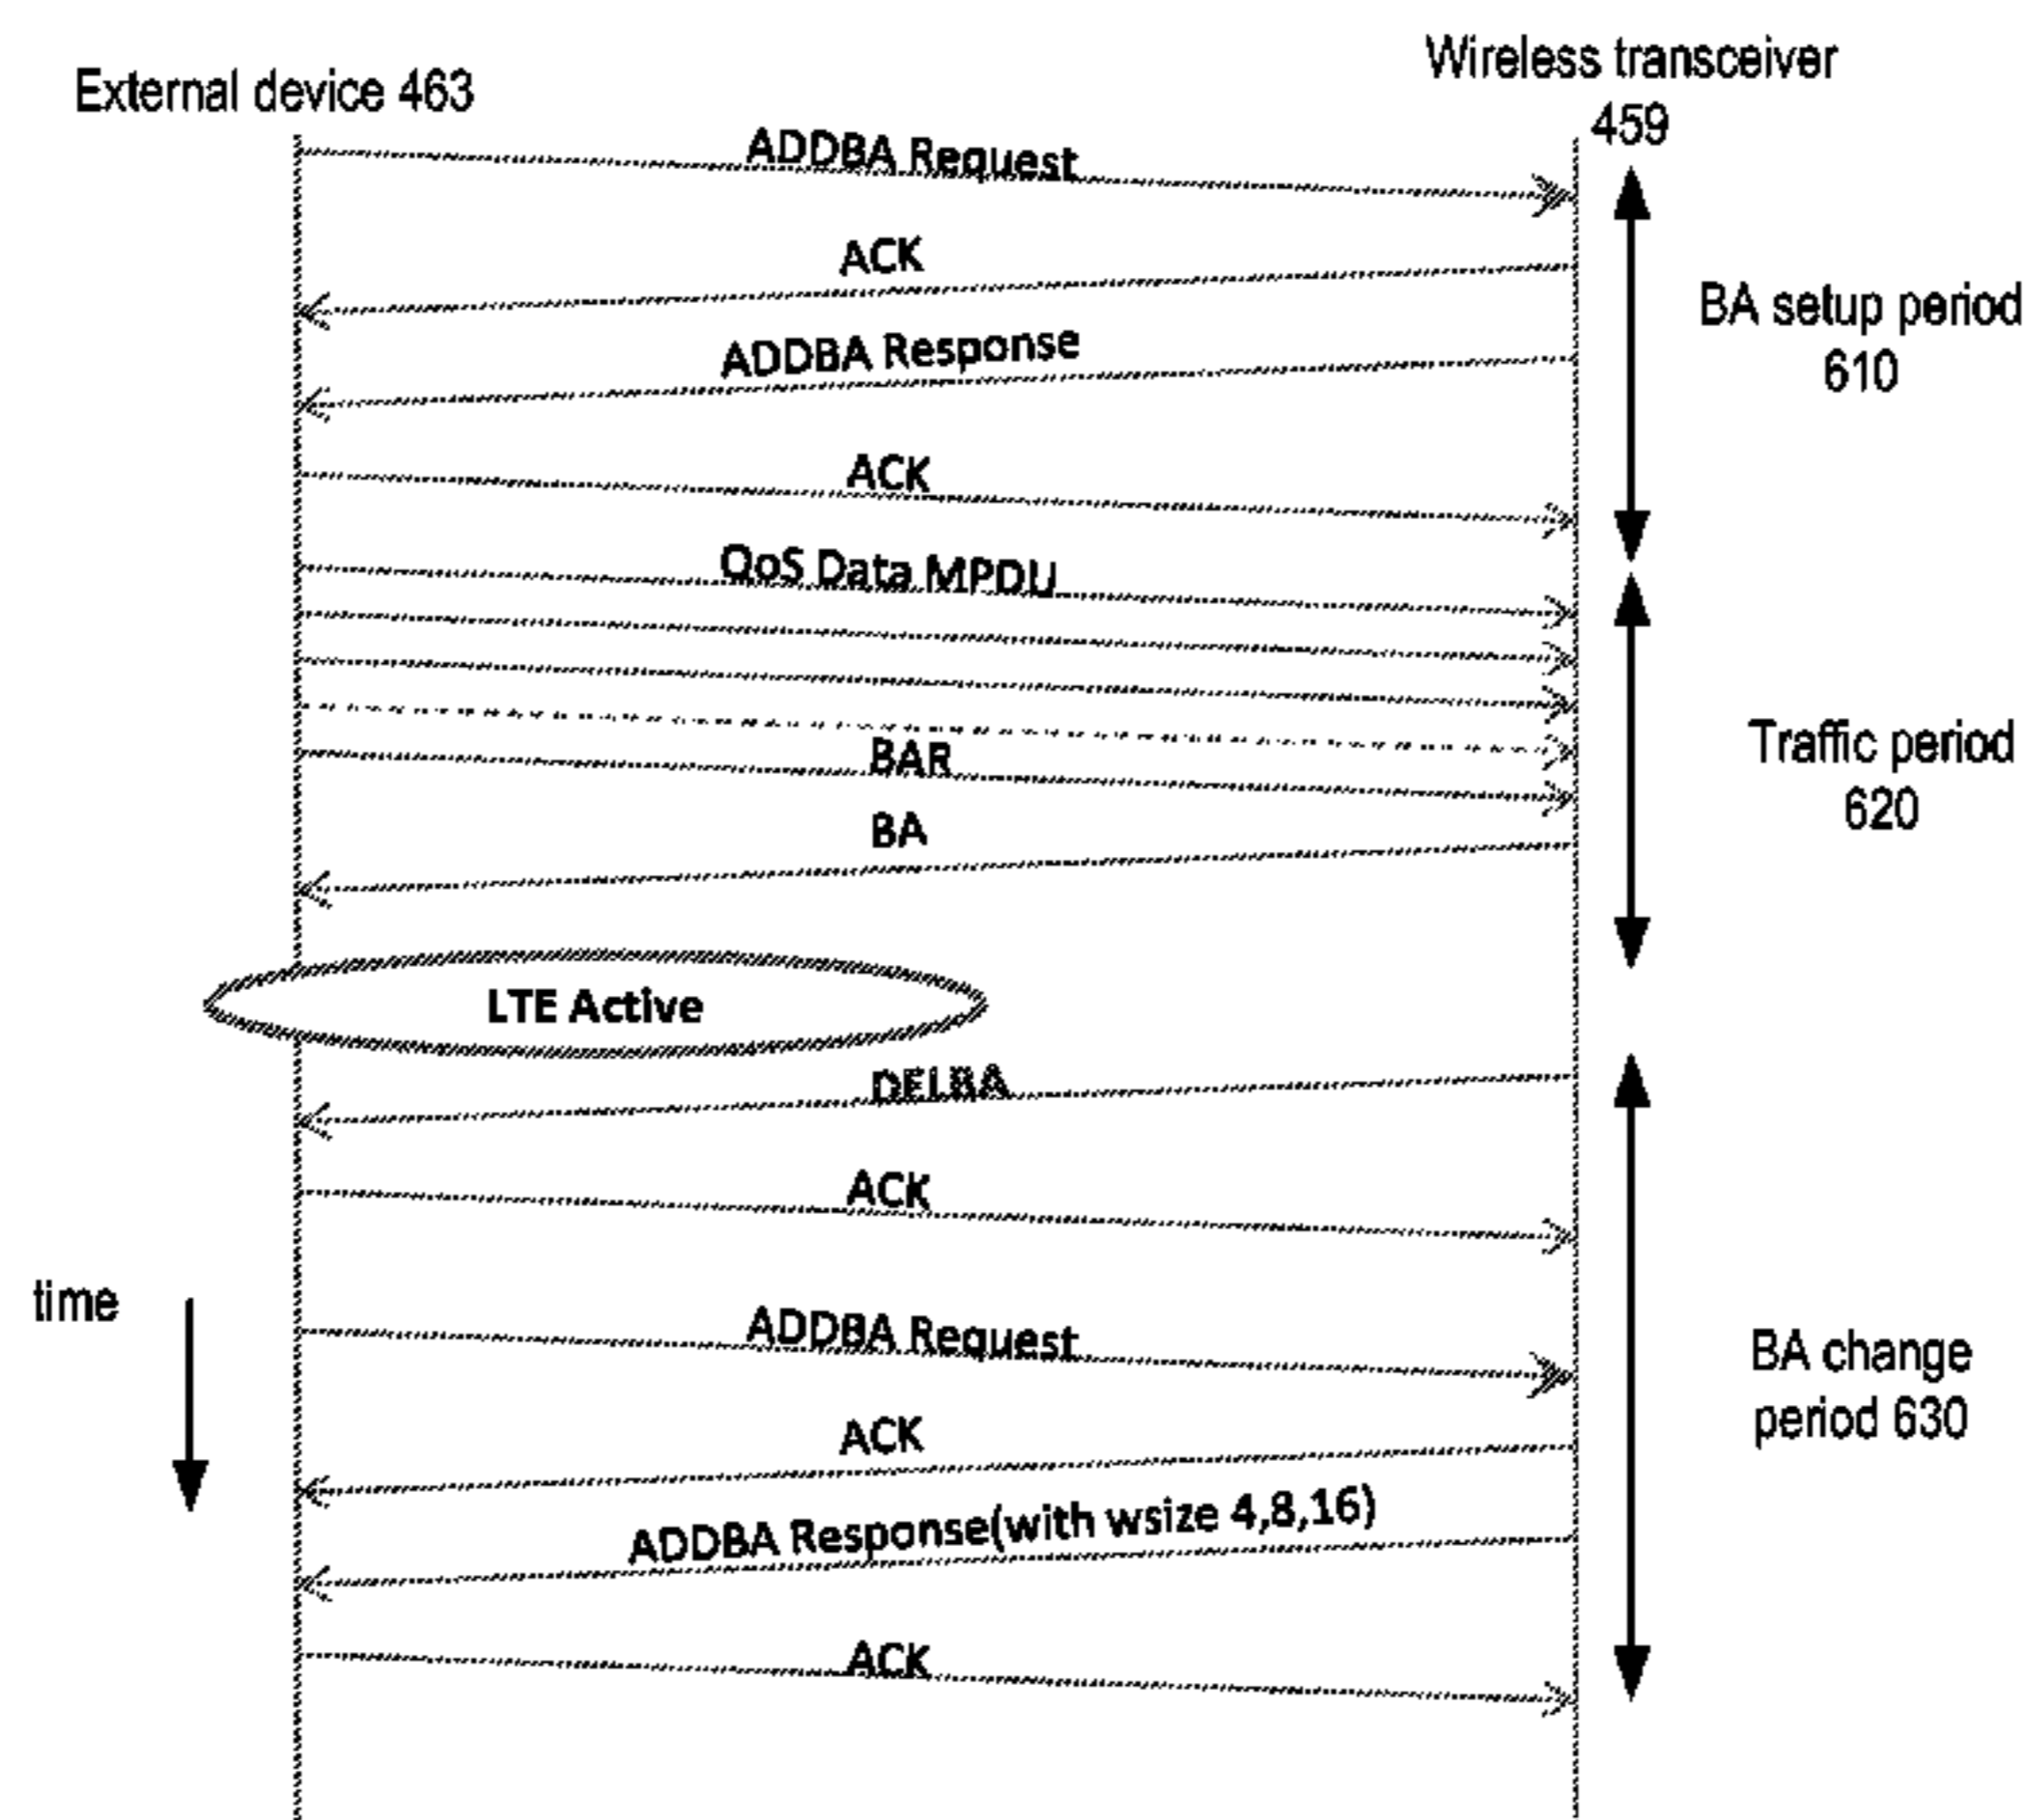 External device 463
Wireless transceiver
459
ADDBA Request
ACK
BA setup period
610
ADDBA Response
ACK
QoS Data MPDU
Traffic period
620
BAR
BA
LTE Active
DELBA
ACK
time
ADDBA Request
BA change
period 630
ACK
ADDBA Response(with wsize 4,8,16)
ACK